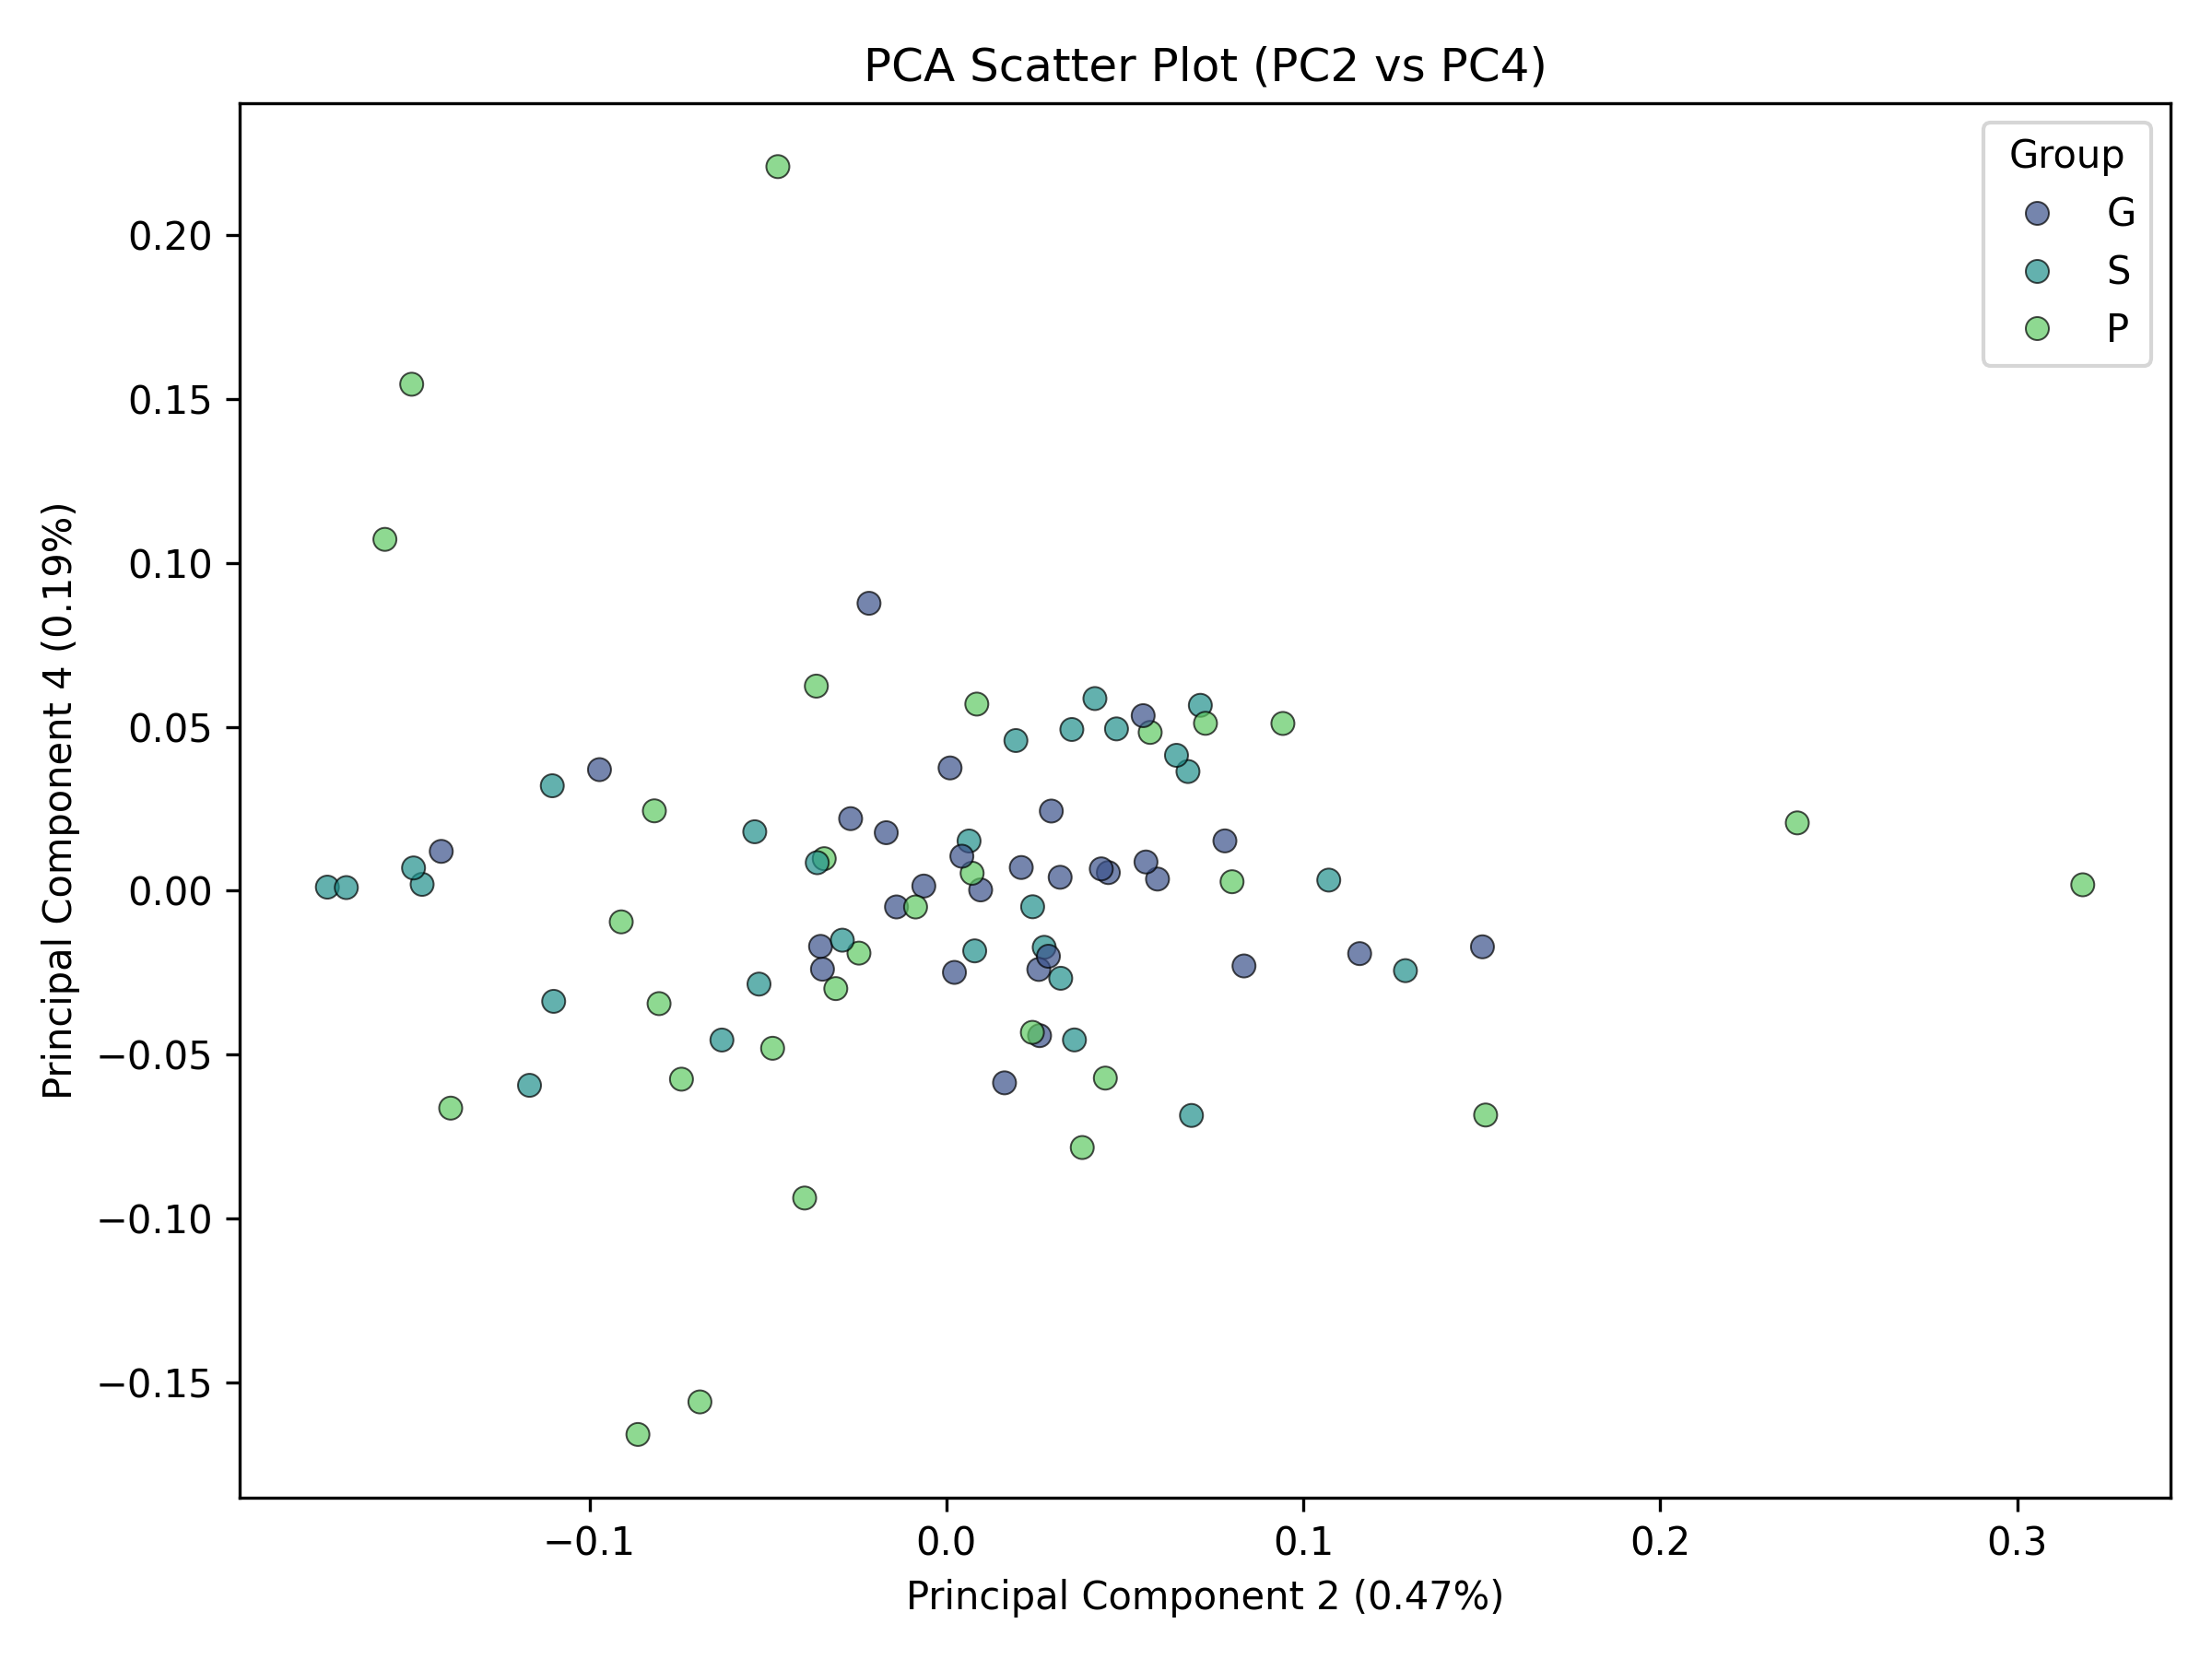 PCA Scatter Plot (PC2 vs PC4)
Group
G
S
P
Principal Component 4 (0.19%)
0.20
0.15
0.10
0.05
0.00
−0.05
−0.10
−0.15
−0.1
0.0
0.1
0.2
0.3
Principal Component 2 (0.47%)